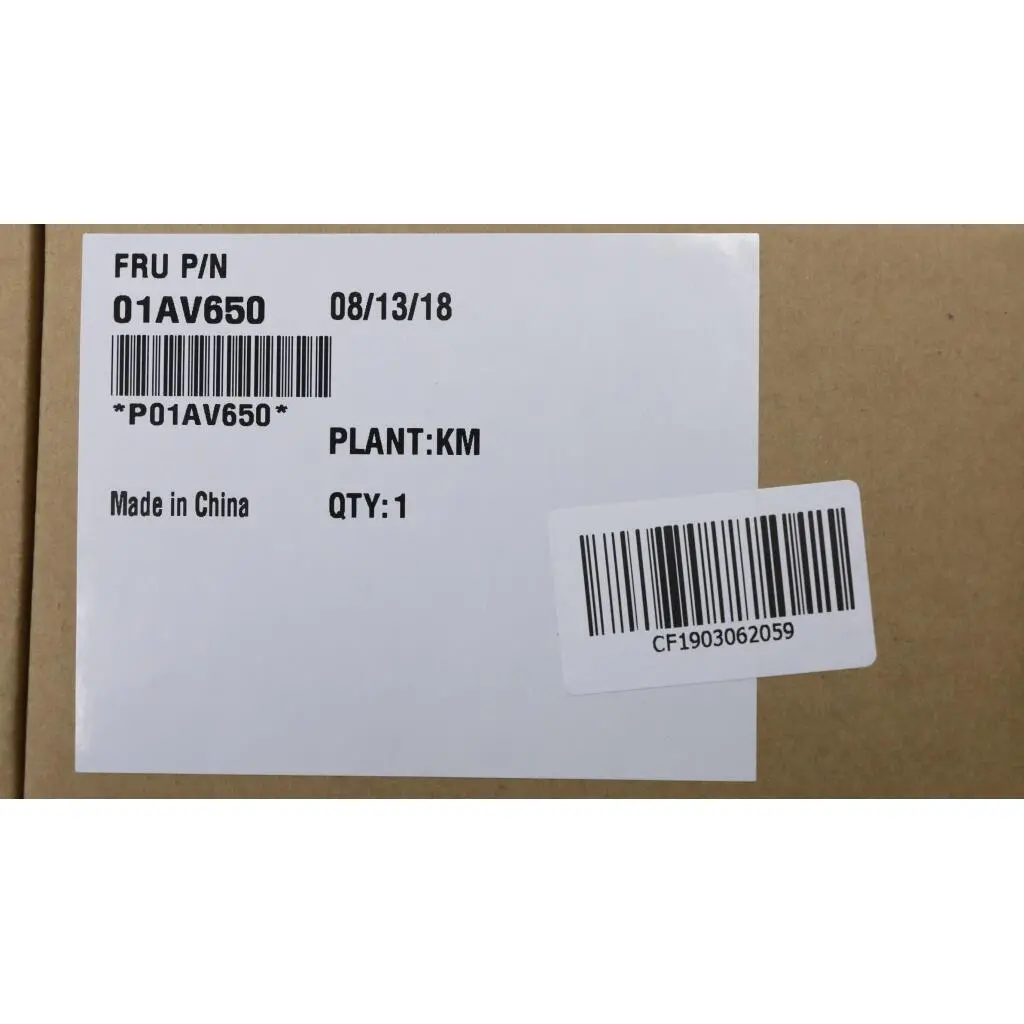 FRU P/N
01AV650 08/13/18
*P01AV650*
PLANT:KM
Made in China QTY: 1
CF1903062059